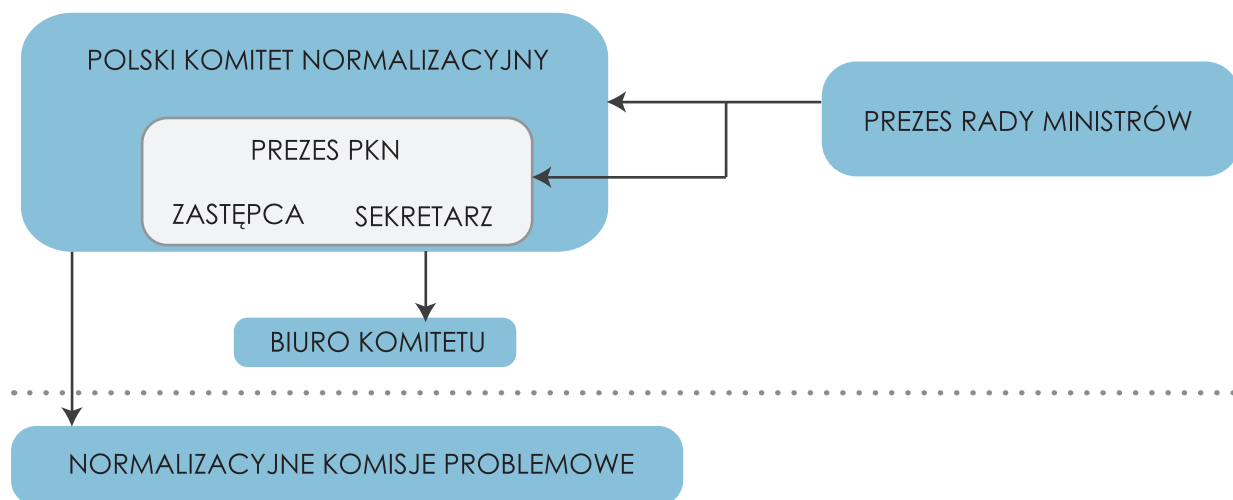 POLSKI KOMITET NORMALIZACYJNY
PREZES RADY MINISTRÓW
PREZES PKN
ZASTĘPCA SEKRETARZ
BIURO KOMITETU
NORMALIZACYJNE KOMISJE PROBLEMOWE